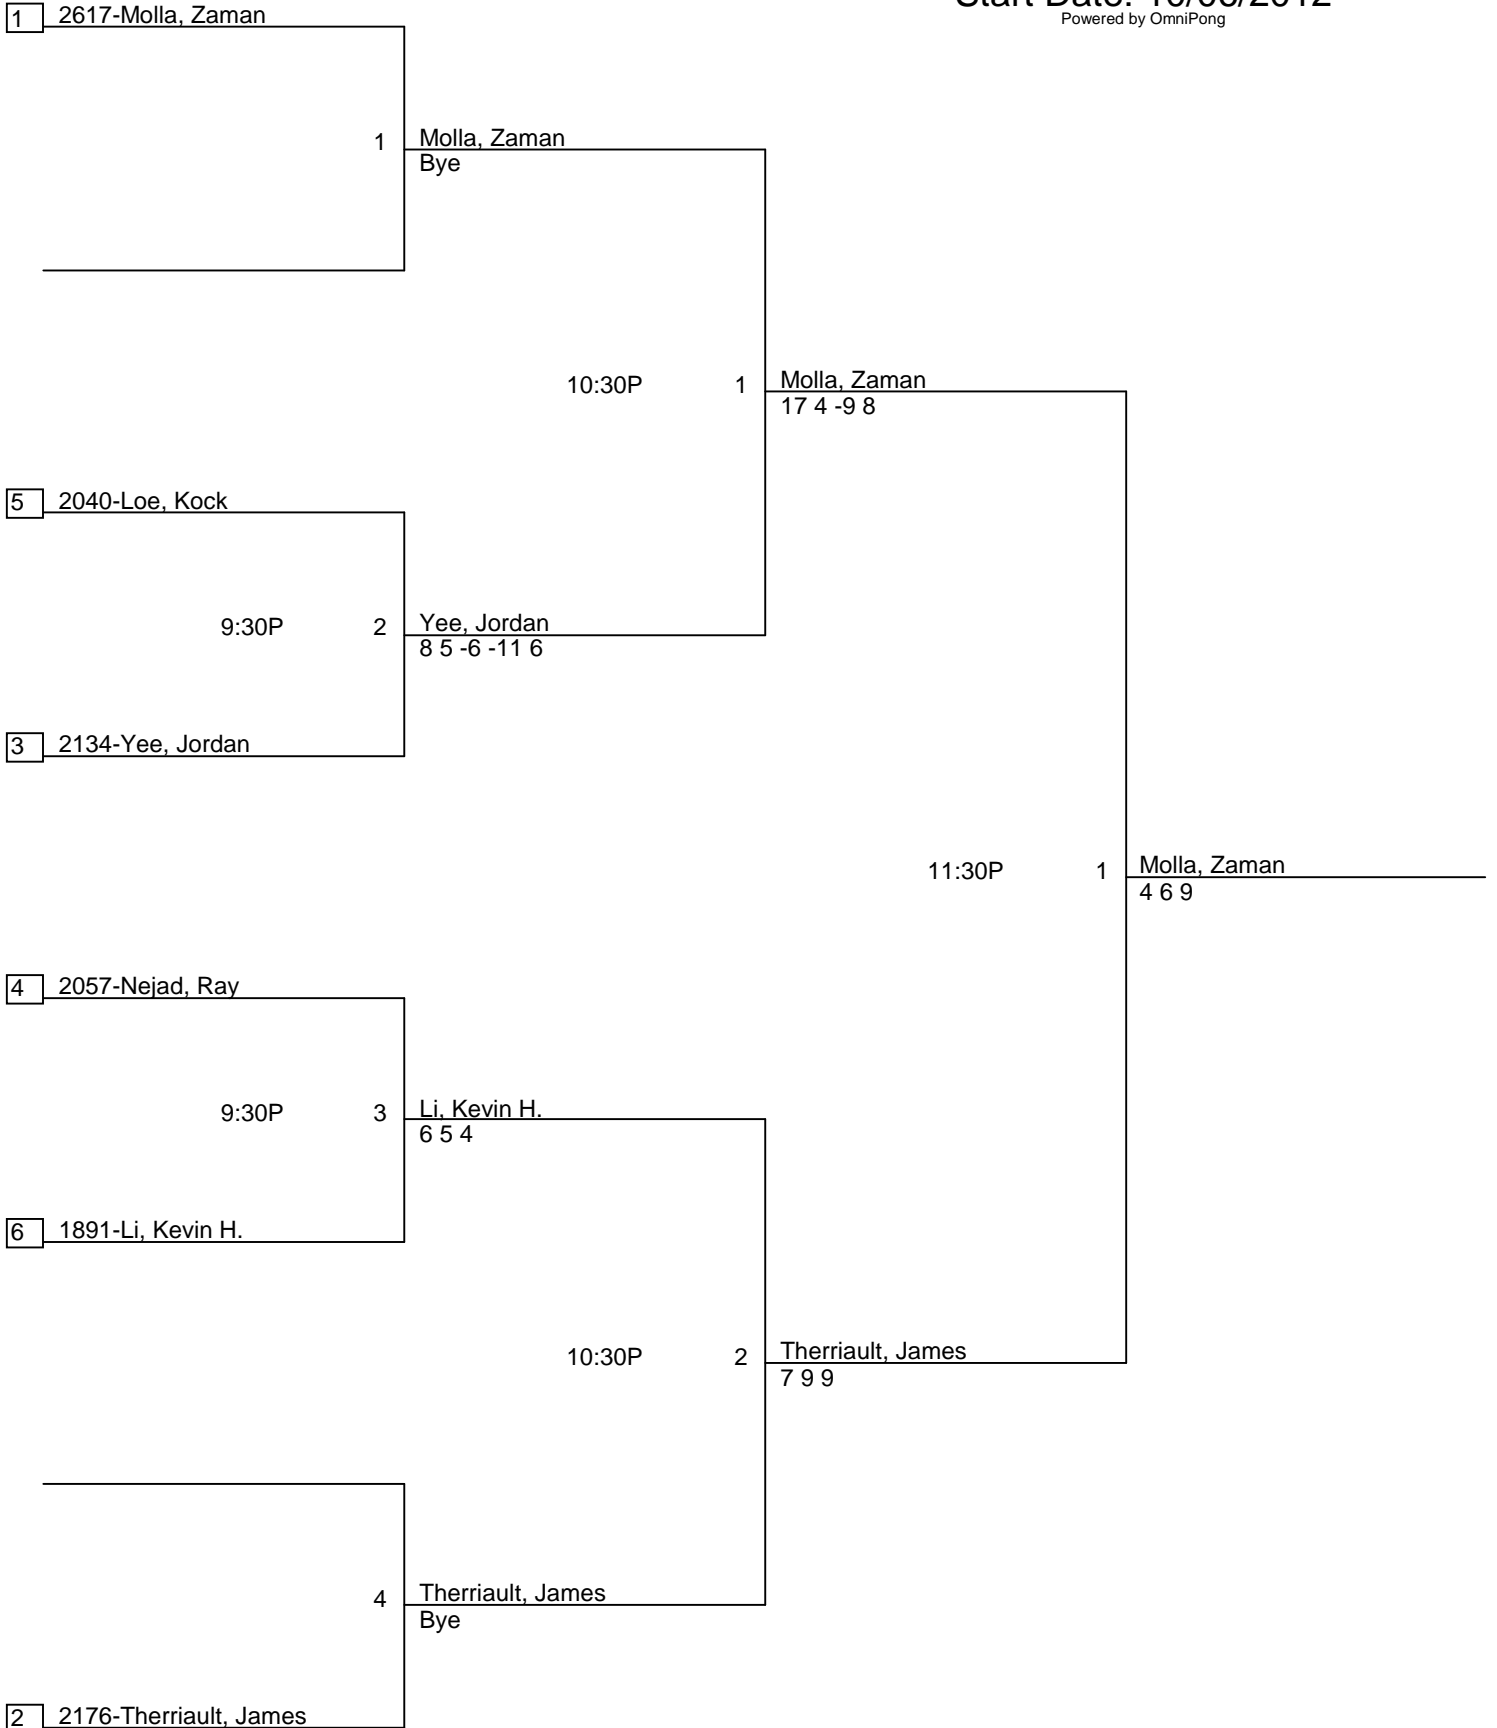 Powered by OmniPong
1 2617-Molla, Zaman
1 Molla, Zaman
Bye
10:30P 1 Molla, Zaman
17 4 -9 8
5 2040-Loe, Kock
9:30P 2 Yee, Jordan
8 5 -6 -11 6
3 2134-Yee, Jordan
11:30P 1 Molla, Zaman
4 6 9
4 2057-Nejad, Ray
9:30P 3 Li, Kevin H.
6 5 4
6 1891-Li, Kevin H.
10:30P 2 Therriault, James
7 9 9
4 Therriault, James
Bye
2 2176-Therriault, James